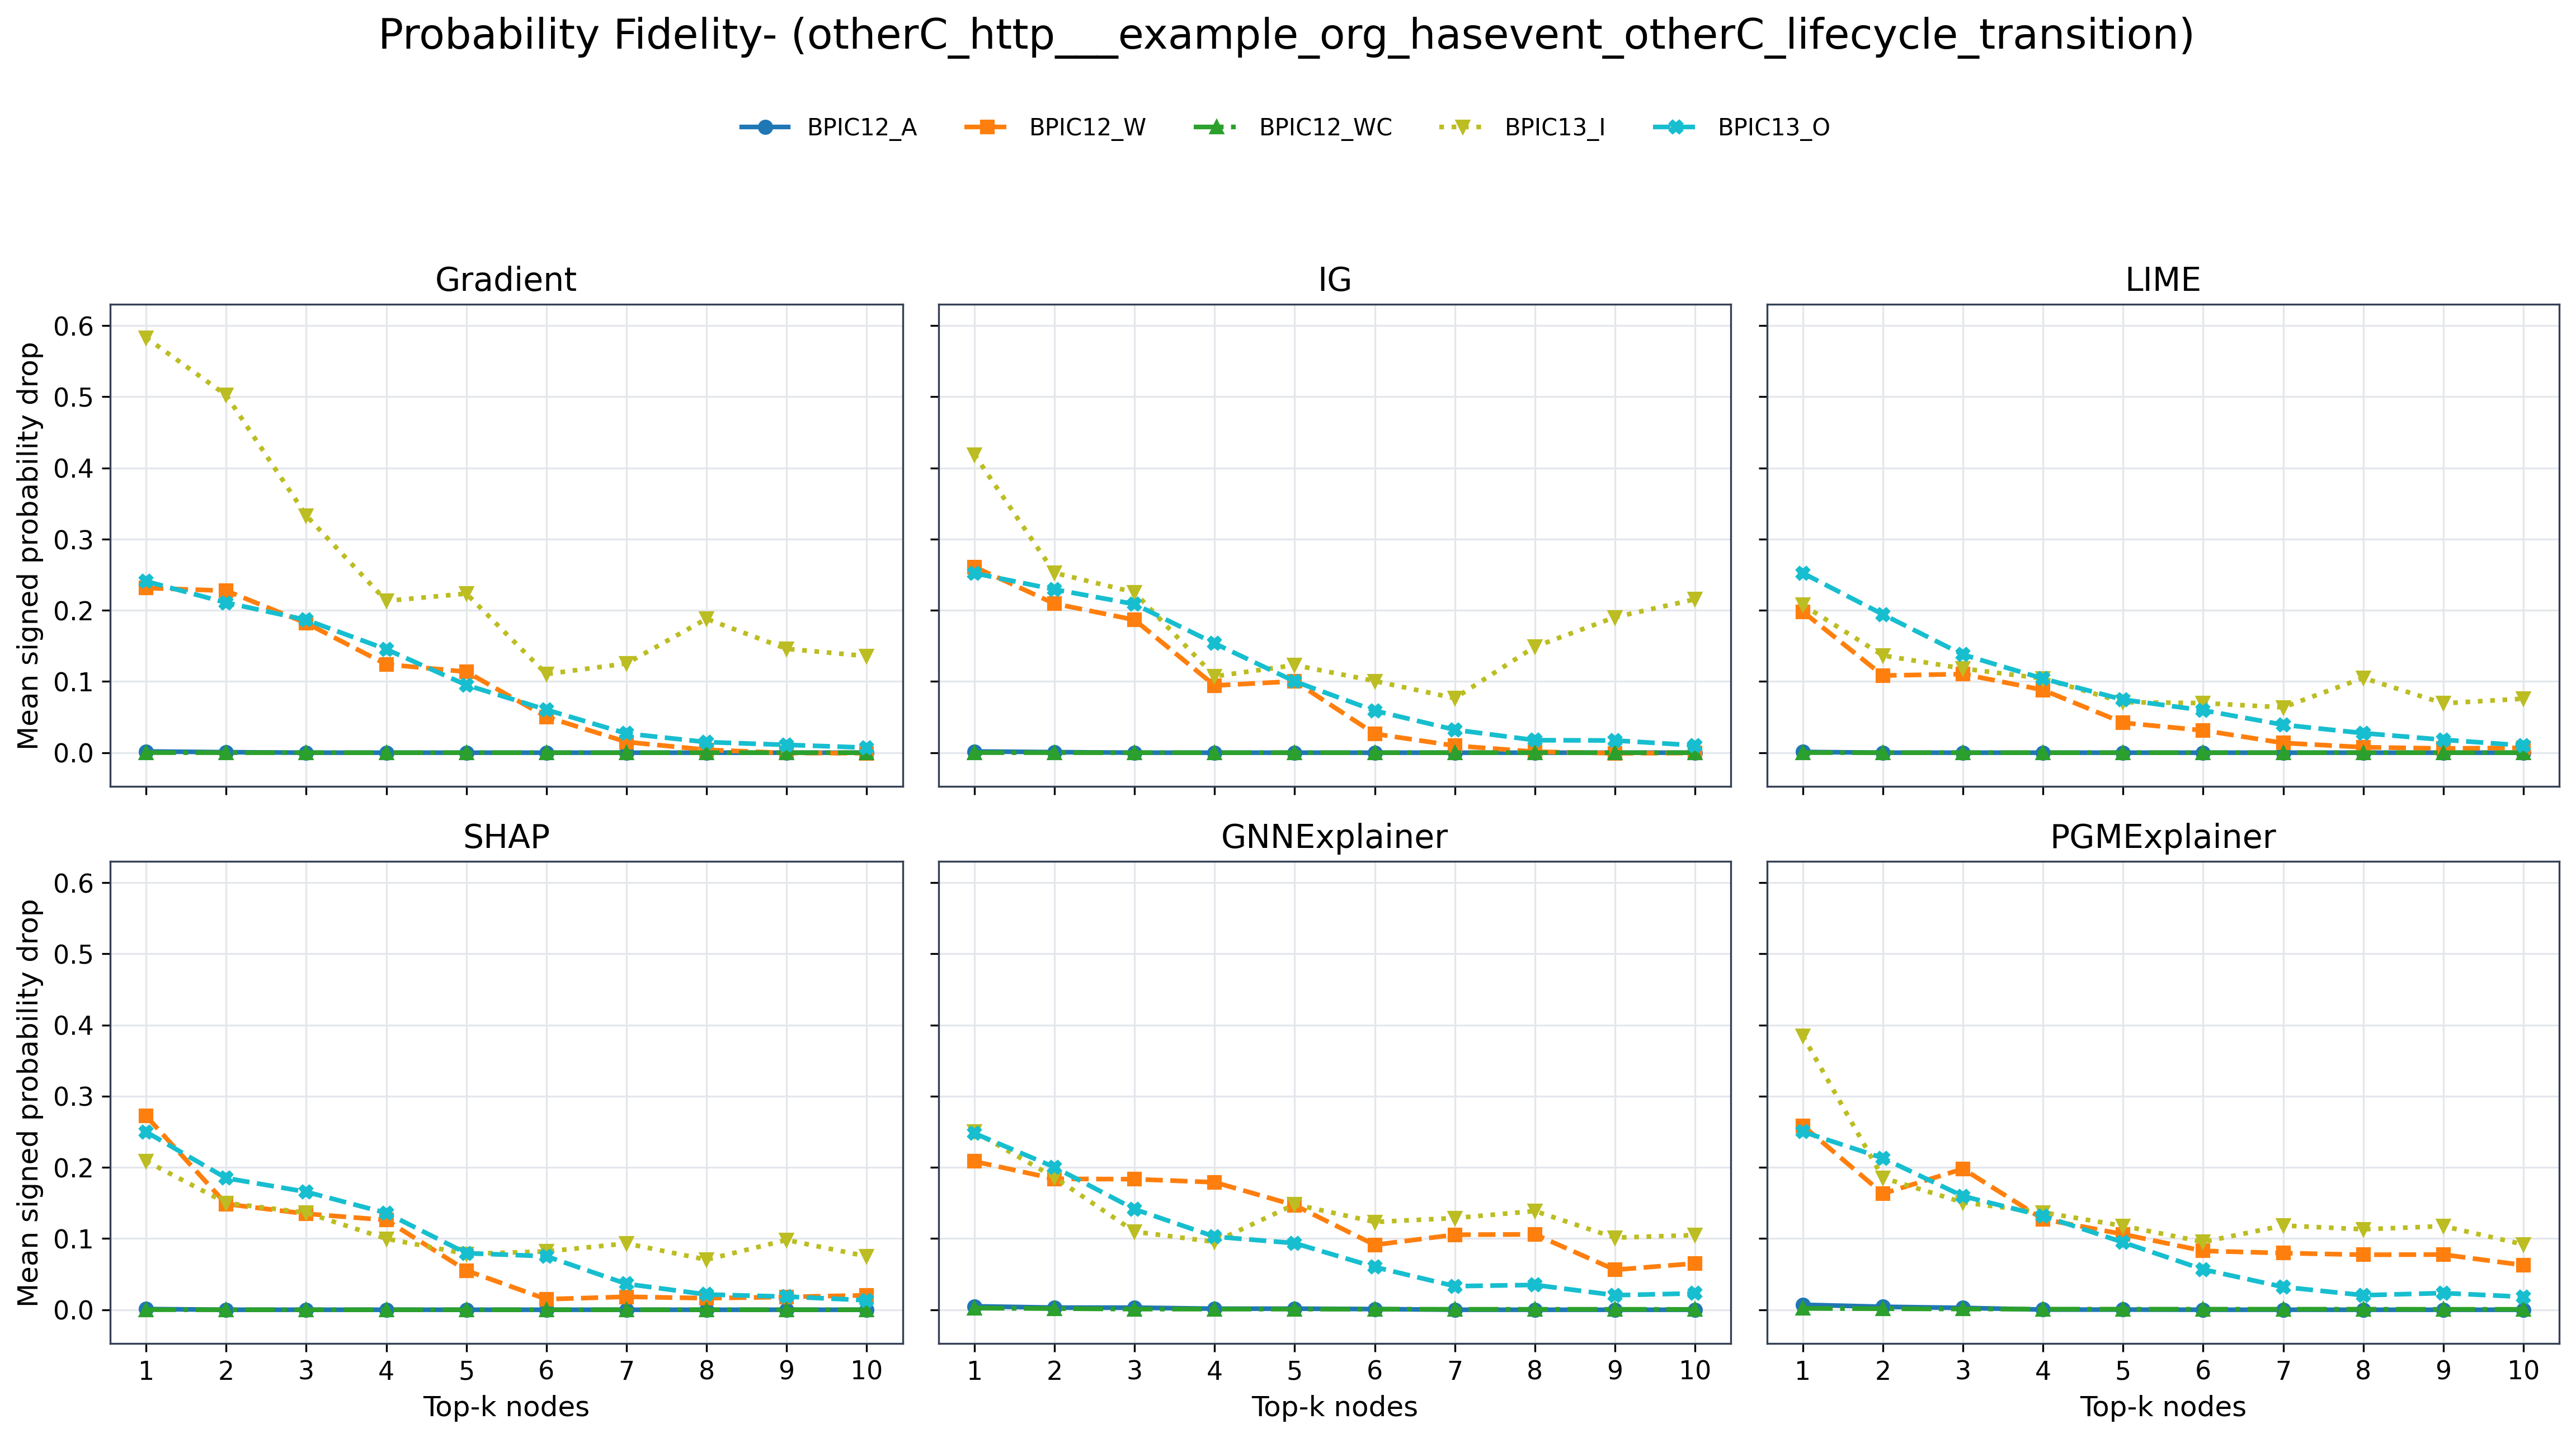 Probability Fidelity- (otherC_http___example_org_hasevent_otherC_lifecycle_transition)
BPIC12_A BPIC12_W BPIC12_WC BPIC13_I BPIC13_O
Gradient IG LIME
Mean signed probability drop
0.6
0.5
0.4
0.3
0.2
0.1
0.0
SHAP GNNExplainer PGMExplainer
Mean signed probability drop
0.6
0.5
0.4
0.3
0.2
0.1
0.0
1 2 3 4 5 6 7 8 9 10 1 2 3 4 5 6 7 8 9 10 1 2 3 4 5 6 7 8 9 10
Top-k nodes Top-k nodes Top-k nodes